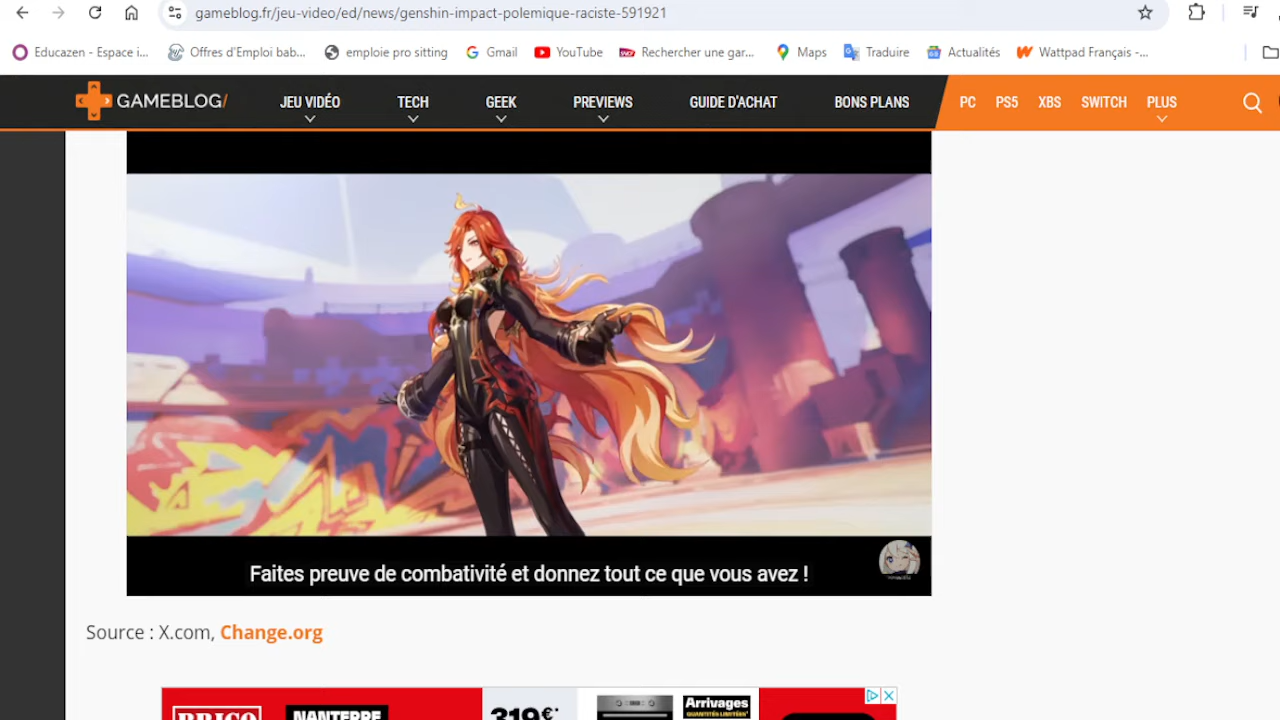 gameblog.fr/jeu-video/ed/news/genshin-impact-polemique-raciste-591921
Educazen - Espace i... Offres d'Emploi bab... emploie pro sitting Gmail YouTube Rechercher une gar... Maps Traduire Actualités Wattpad Français -...
GAMEBLOG/ JEU VIDÉO TECH GEEK PREVIEWS GUIDE D'ACHAT BONS PLANS PC PS5 XBS SWITCH PLUS
Faites preuve de combativité et donnez tout ce que vous avez !
Source : X.com, Change.org
BRICO NANTERRE 319€* Arrivages
QUANTITÉS LIMITÉES*